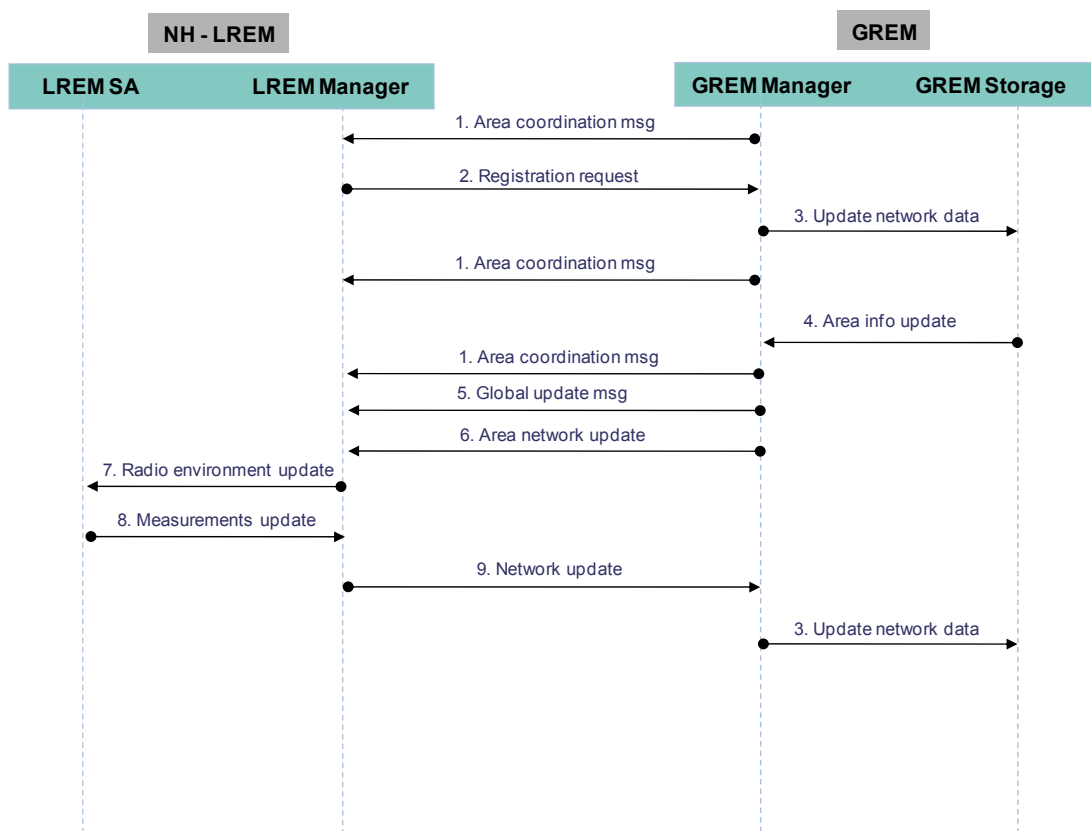 NH - LREM
GREM
LREM SA
LREM Manager
GREM Manager
GREM Storage
1. Area coordination msg
2. Registration request
3. Update network data
1. Area coordination msg
4. Area info update
1. Area coordination msg
5. Global update msg
6. Area network update
7. Radio environment update
8. Measurements update
9. Network update
3. Update network data